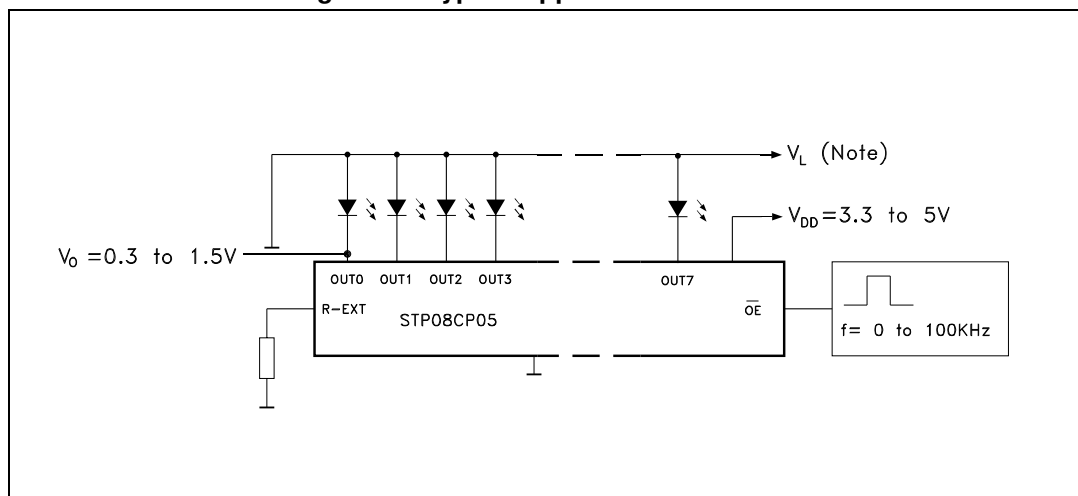 V_L (Note)
V_DD=3.3 to 5V
V_O =0.3 to 1.5V
OUT0 OUT1 OUT2 OUT3 OUT7
R-EXT
STP08CP05
O̅E̅
f= 0 to 100KHz